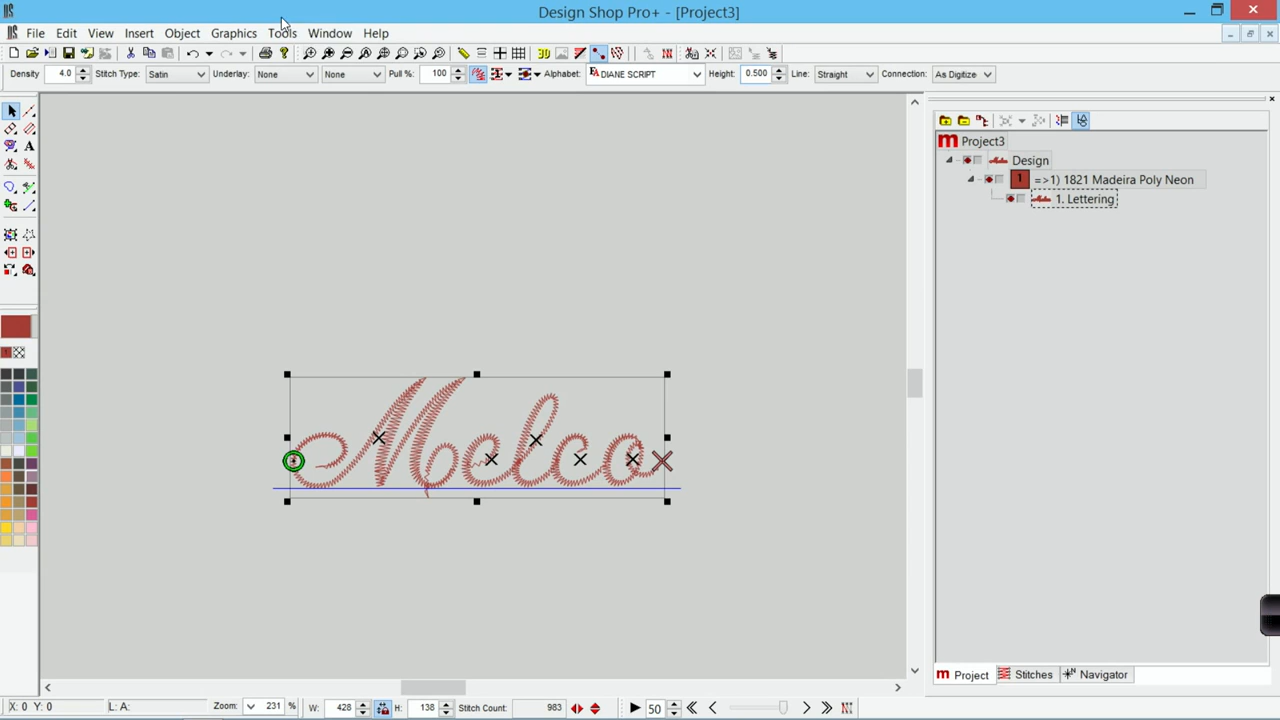 Design Shop Pro+ - [Project3]
File Edit View Insert Object Graphics Tools Window Help
Density 4.0 Stitch Type: Satin Underlay: None None Pull %: 100 Alphabet: DIANE SCRIPT Height: 0.500 Line: Straight Connection: As Digitize
Project3
Design
1 =>1) 1821 Madeira Poly Neon
1. Lettering
Melco
Project Stitches Navigator
X: 0 Y: 0 L: A: Zoom: 231 % W: 428 H: 138 Stitch Count: 983 50